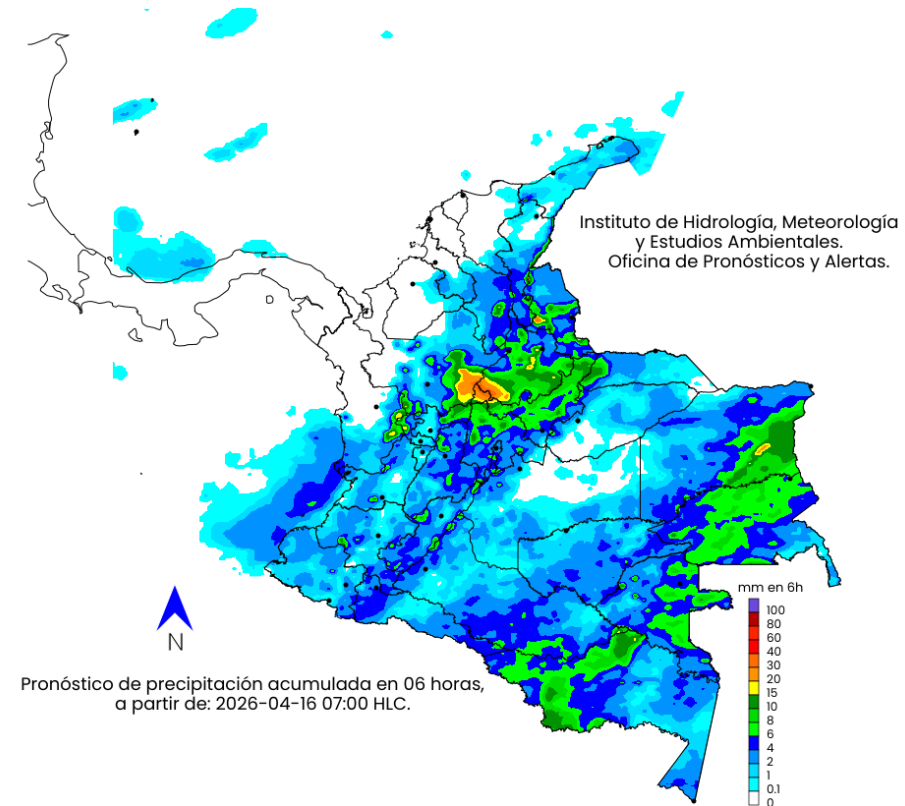 Instituto de Hidrología, Meteorología
y Estudios Ambientales.
Oficina de Pronósticos y Alertas.
mm en 6h
100
80
60
40
30
20
15
10
8
6
4
2
1
0.1
0
N
Pronóstico de precipitación acumulada en 06 horas,
a partir de: 2026-04-16 07:00 HLC.